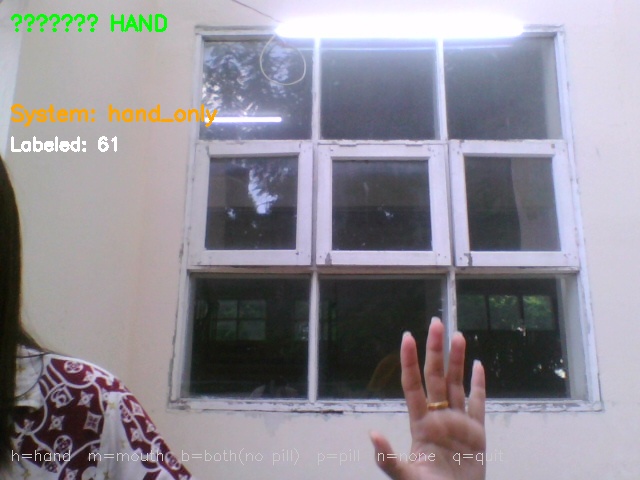 ??????? HAND
System: hand_only
Labeled: 61
h=hand m=mouth b=both(no pill) p=pill n=none q=quit